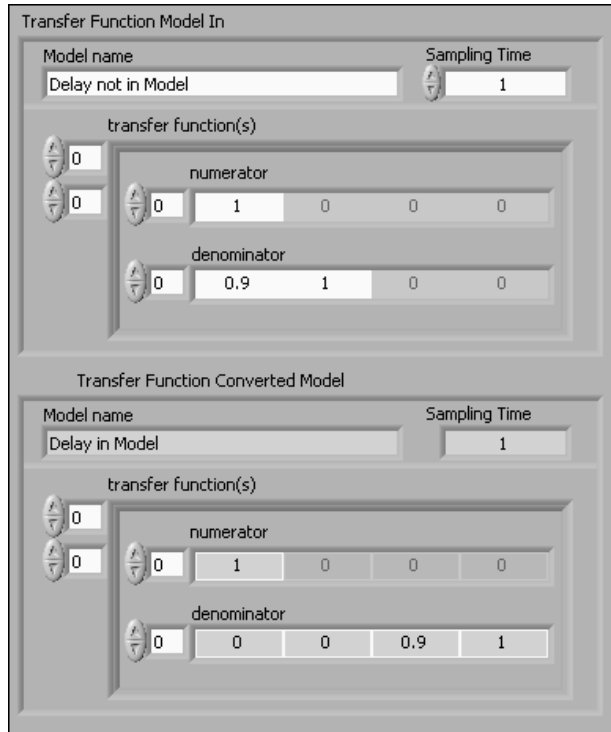 Transfer Function Model In
Model name
Sampling Time
Delay not in Model
1
transfer function(s)
0
0
numerator
0 1 0 0 0
denominator
0 0.9 1 0 0
Transfer Function Converted Model
Model name
Sampling Time
Delay in Model
1
transfer function(s)
0
0
numerator
0 1 0 0 0
denominator
0 0 0 0.9 1